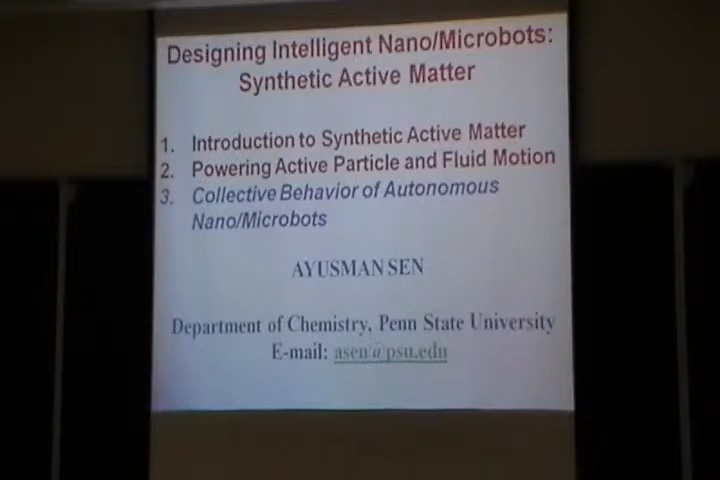 Designing Intelligent Nano/Microbots:
Synthetic Active Matter
1. Introduction to Synthetic Active Matter
2. Powering Active Particle and Fluid Motion
3. Collective Behavior of Autonomous
Nano/Microbots
AYUSMAN SEN
Department of Chemistry, Penn State University
E-mail: asen@psu.edu